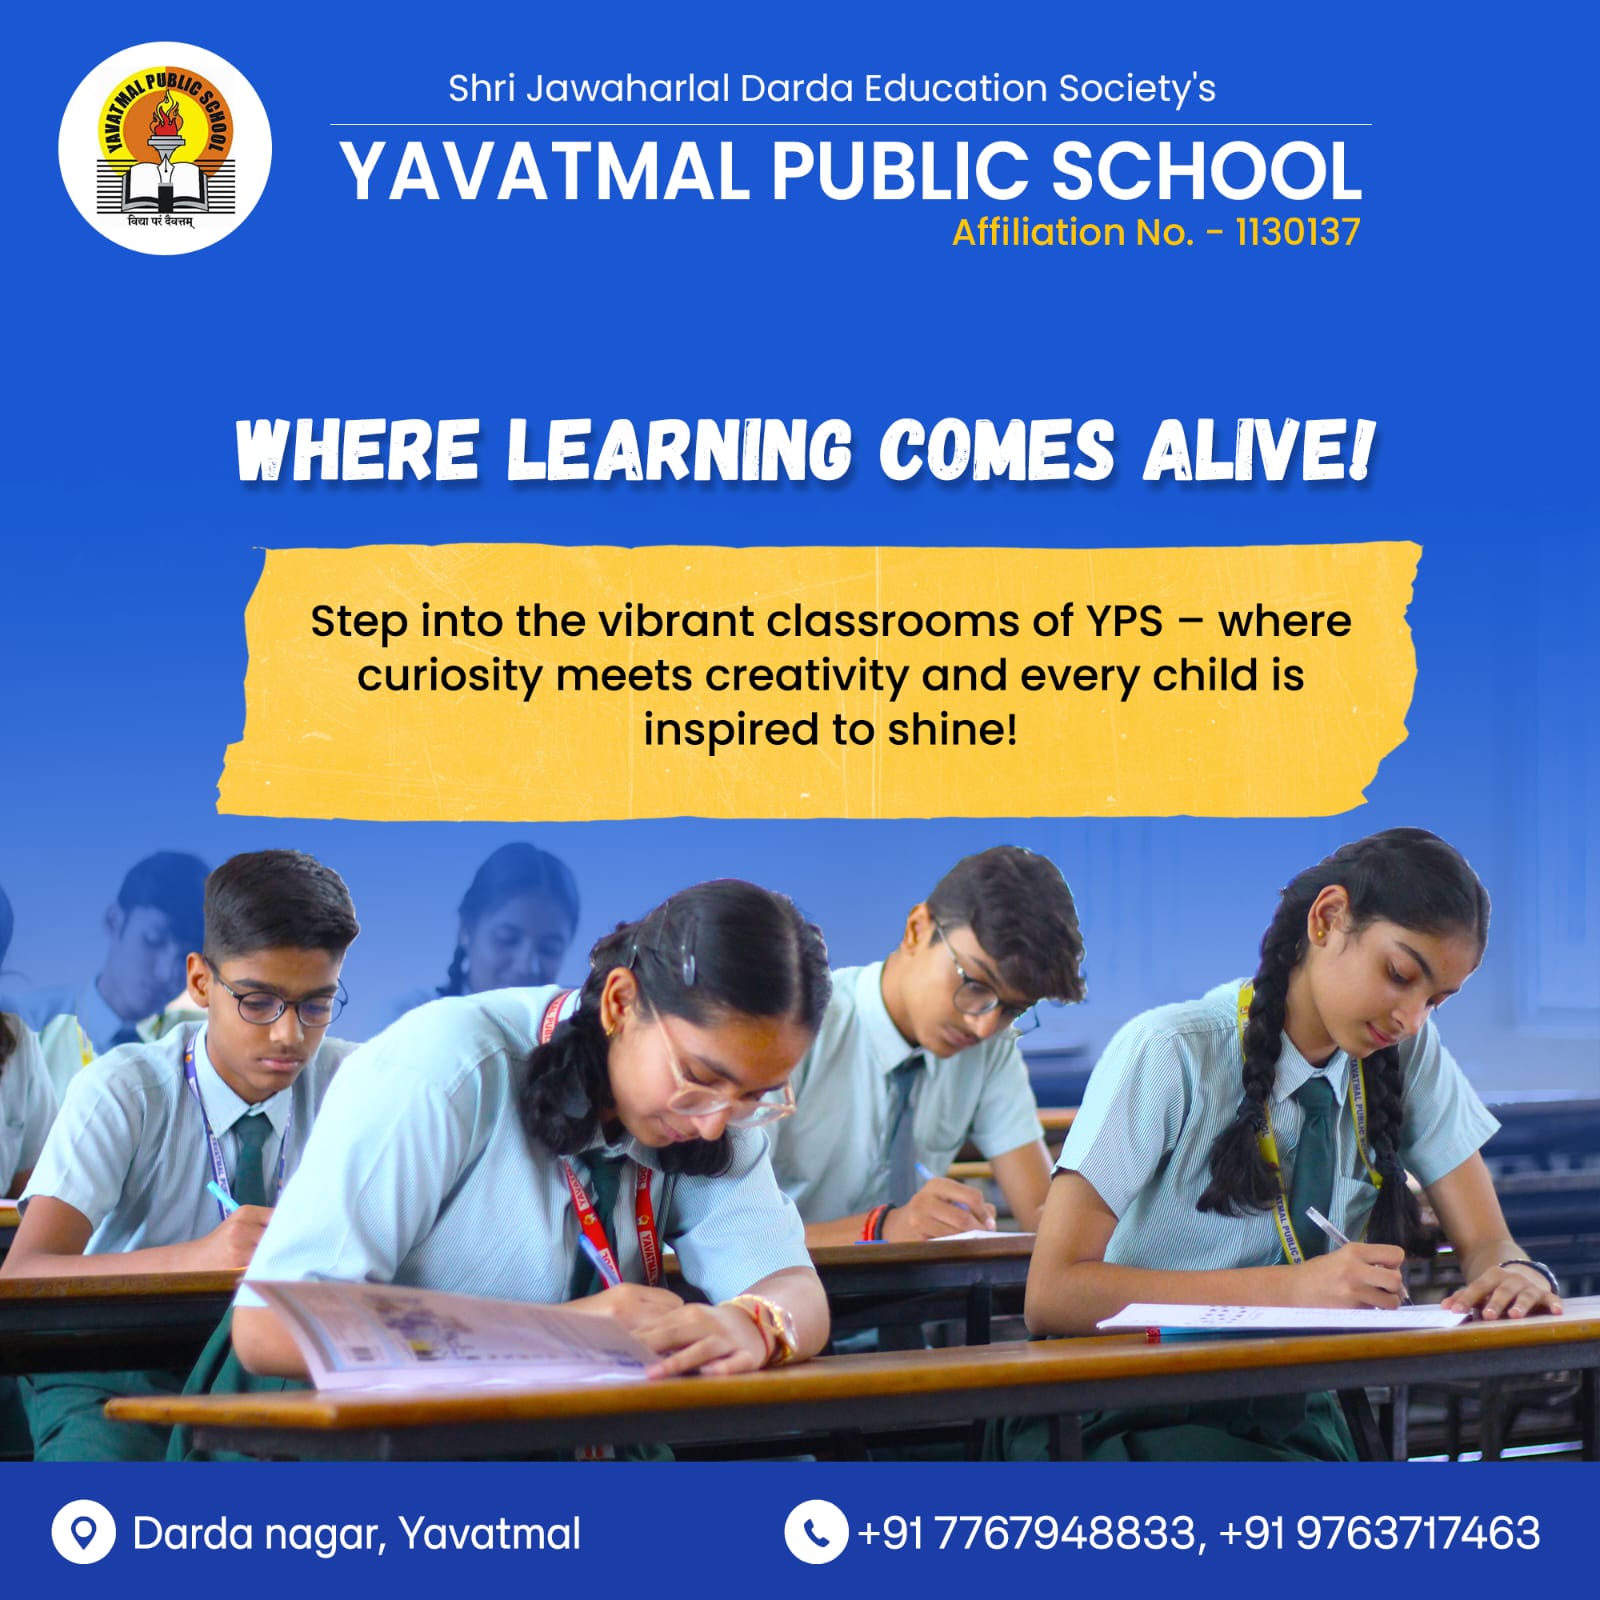 YAVATMAL PUBLIC SCHOOL
विद्या परं दैवत्तम्
Shri Jawaharlal Darda Education Society's
YAVATMAL PUBLIC SCHOOL
Affiliation No. - 1130137
WHERE LEARNING COMES ALIVE!
Step into the vibrant classrooms of YPS – where
curiosity meets creativity and every child is
inspired to shine!
Darda nagar, Yavatmal
+91 7767948833, +91 9763717463